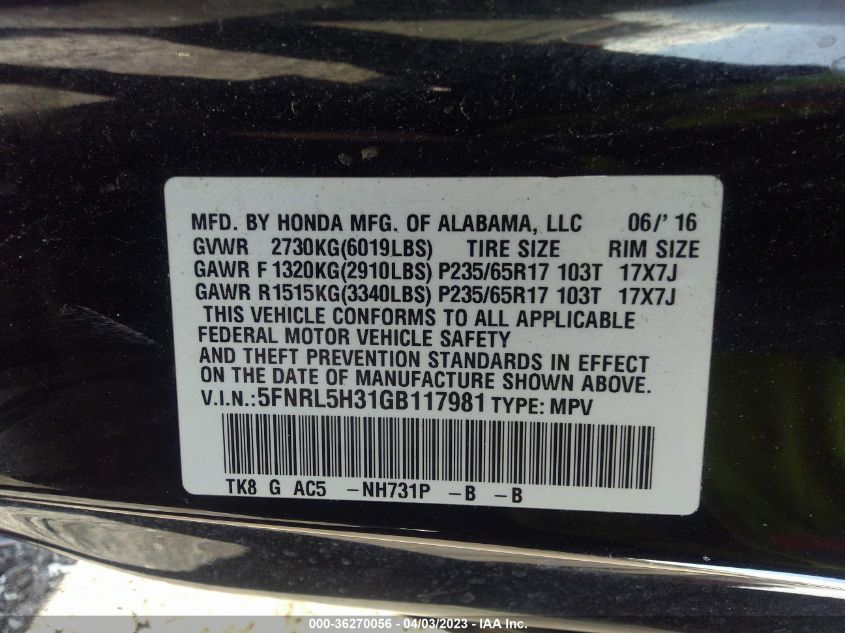 MFD. BY HONDA MFG. OF ALABAMA, LLC 06/'16
GVWR 2730KG(6019LBS) TIRE SIZE RIM SIZE
GAWR F 1320KG(2910LBS) P235/65R17 103T 17X7J
GAWR R1515KG(3340LBS) P235/65R17 103T 17X7J
THIS VEHICLE CONFORMS TO ALL APPLICABLE
FEDERAL MOTOR VEHICLE SAFETY
AND THEFT PREVENTION STANDARDS IN EFFECT
ON THE DATE OF MANUFACTURE SHOWN ABOVE.
V.I.N.:5FNRL5H31GB117981 TYPE: MPV
TK8 G AC5 -NH731P -B -B
000-36270056 - 04/03/2023 - IAA Inc.